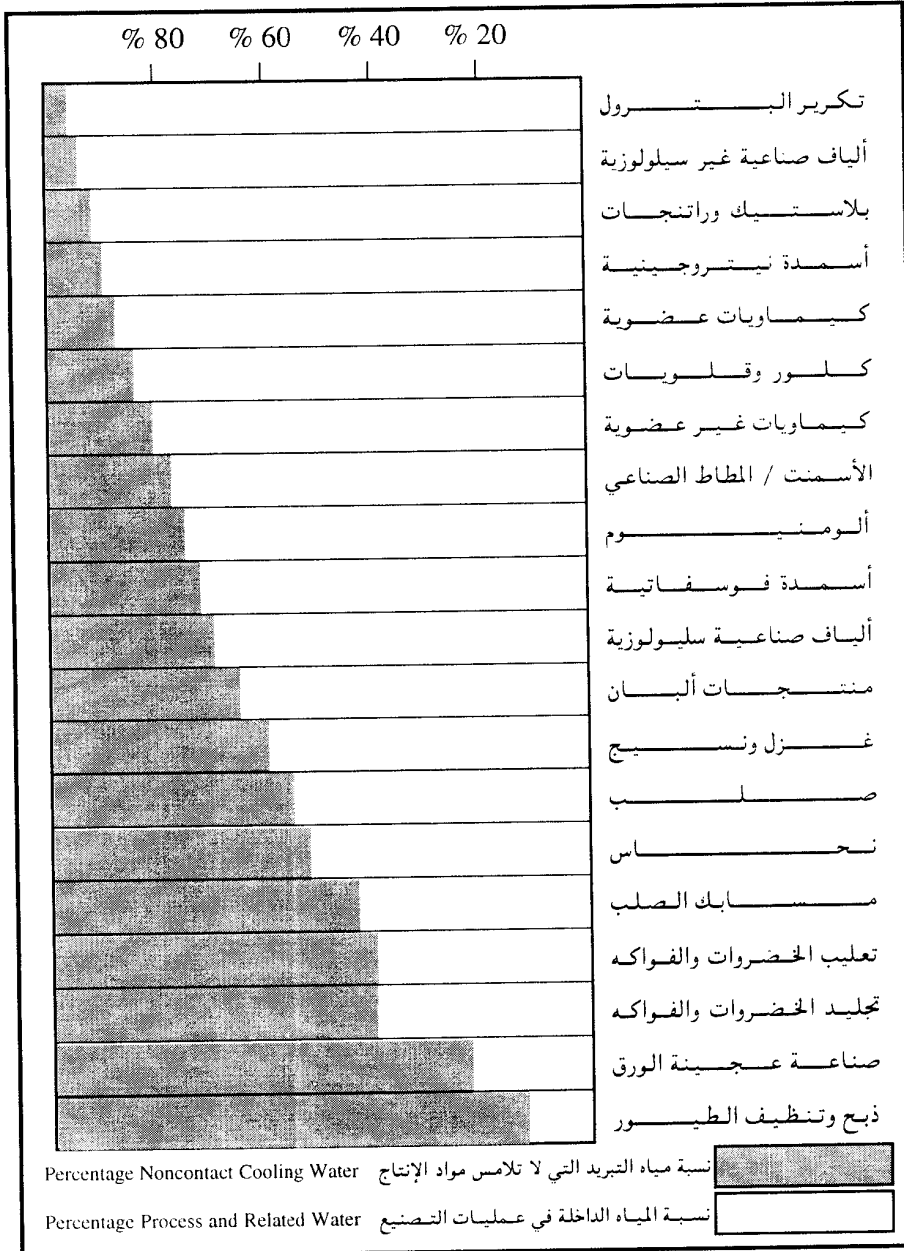 % 80 % 60 % 40 % 20
تكرير البترول
ألياف صناعية غير سيلولوزية
بلاستيك وراتنجات
أسمدة نيتروجينية
كيماويات عضوية
كلور وقلويات
كيماويات غير عضوية
الأسمنت / المطاط الصناعي
ألومنيوم
أسمدة فوسفاتية
ألياف صناعية سليولوزية
منتجات ألبان
غزل ونسيج
صلب
نحاس
مسابك الصلب
تعليب الخضروات والفواكه
تجليد الخضروات والفواكه
صناعة عجينة الورق
ذبح وتنظيف الطيور
نسبة مياه التبريد التي لا تلامس مواد الإنتاج Percentage Noncontact Cooling Water
نسبة المياه الداخلة في عمليات التصنيع Percentage Process and Related Water